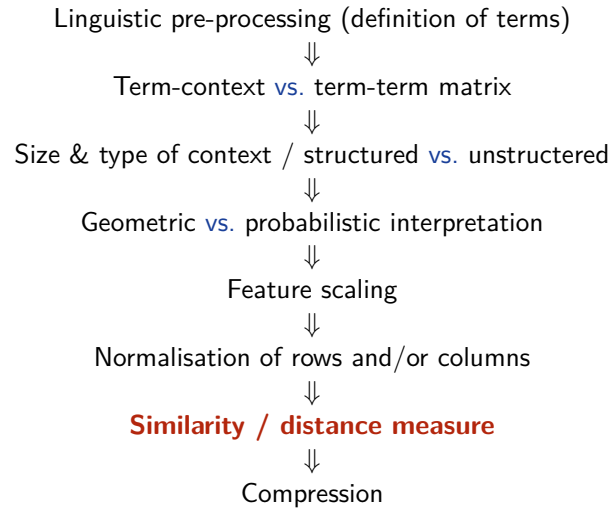 Linguistic pre-processing (definition of terms)
⇓
Term-context vs. term-term matrix
⇓
Size & type of context / structured vs. unstructered
⇓
Geometric vs. probabilistic interpretation
⇓
Feature scaling
⇓
Normalisation of rows and/or columns
⇓
Similarity / distance measure
⇓
Compression